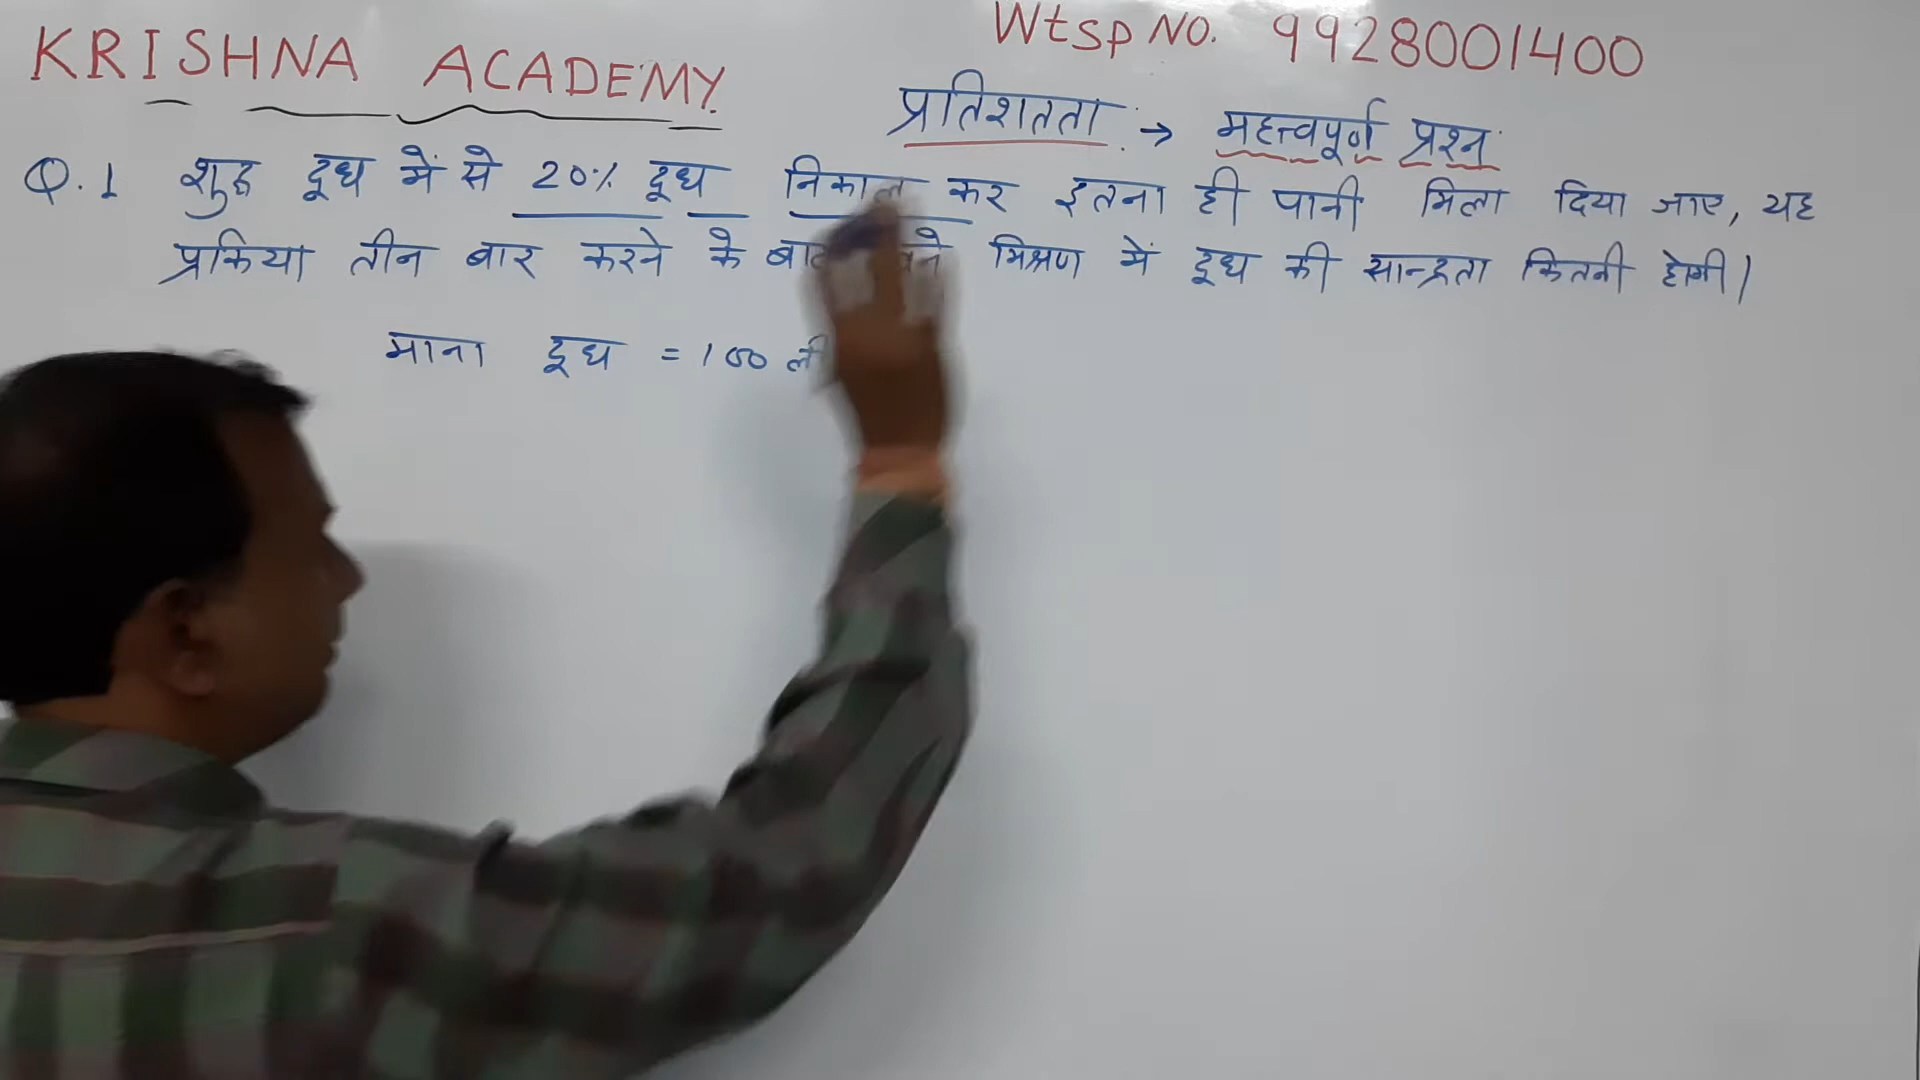 KRISHNA ACADEMY
Wtsp NO. 9928001400
प्रतिशतता :→ महत्त्वपूर्ण प्रश्न
Q.1 शुद्ध दूध में से 20% दूध निकाल कर इतना ही पानी मिला दिया जाए, यह
प्रकिया तीन बार करने के मिश्रण में दूध की सान्द्रता कितनी होगी।
माना दूध = 100